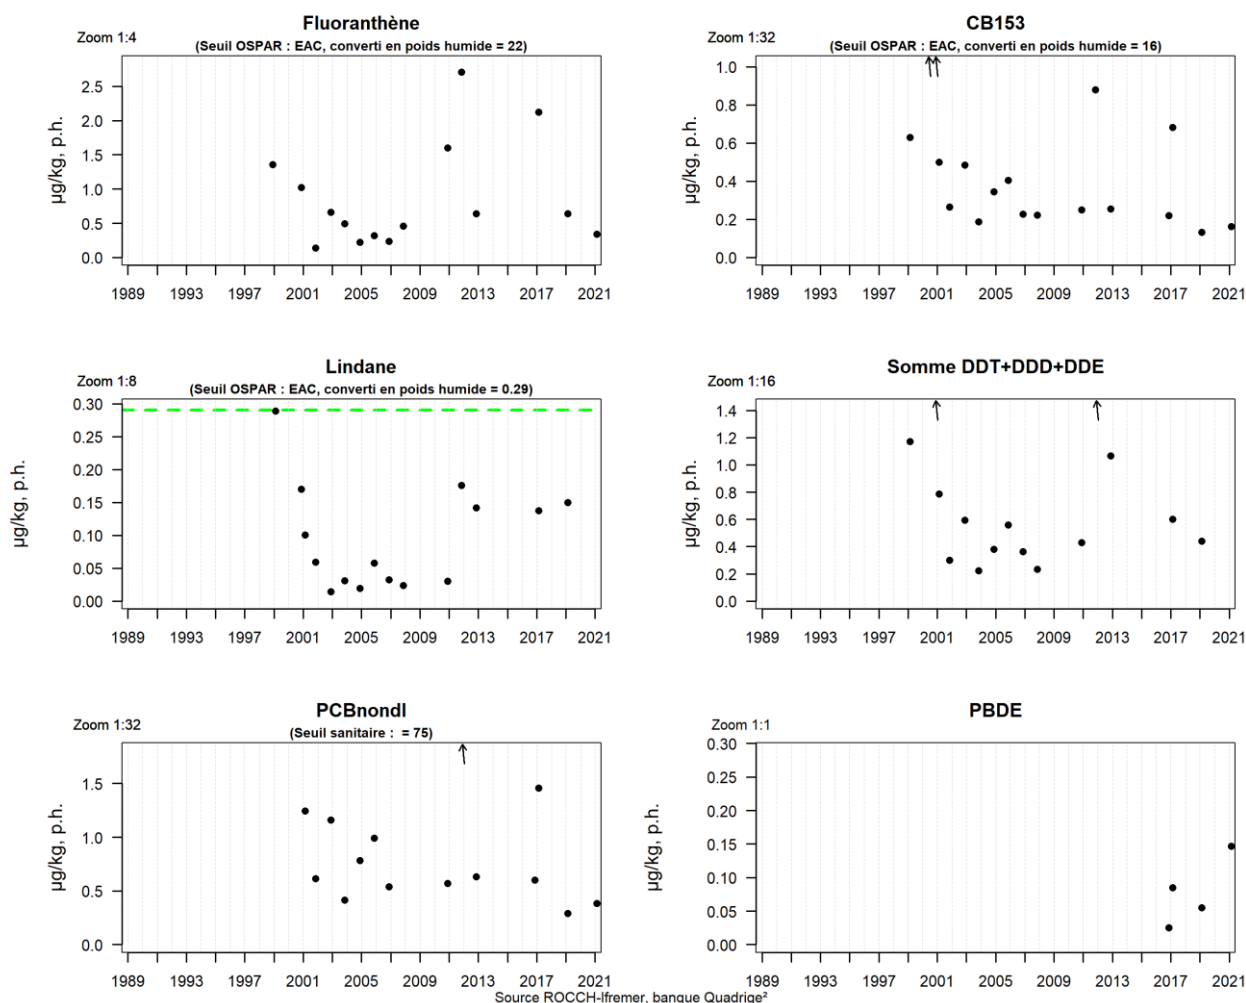 Fluoranthène
Zoom 1:4
(Seuil OSPAR : EAC, converti en poids humide = 22)
µg/kg, p.h.
2.5
2.0
1.5
1.0
0.5
0.0
1989 1993 1997 2001 2005 2009 2013 2017 2021
CB153
Zoom 1:32
(Seuil OSPAR : EAC, converti en poids humide = 16)
µg/kg, p.h.
1.0
0.8
0.6
0.4
0.2
0.0
1989 1993 1997 2001 2005 2009 2013 2017 2021
Lindane
Zoom 1:8
(Seuil OSPAR : EAC, converti en poids humide = 0.29)
µg/kg, p.h.
0.30
0.25
0.20
0.15
0.10
0.05
0.00
1989 1993 1997 2001 2005 2009 2013 2017 2021
Somme DDT+DDD+DDE
Zoom 1:16
µg/kg, p.h.
1.4
1.2
1.0
0.8
0.6
0.4
0.2
0.0
1989 1993 1997 2001 2005 2009 2013 2017 2021
PCBnondl
Zoom 1:32
(Seuil sanitaire :  = 75)
µg/kg, p.h.
1.5
1.0
0.5
0.0
1989 1993 1997 2001 2005 2009 2013 2017 2021
PBDE
Zoom 1:1
µg/kg, p.h.
0.30
0.25
0.20
0.15
0.10
0.05
0.00
1989 1993 1997 2001 2005 2009 2013 2017 2021
Source ROCCH-Ifremer, banque Quadrige²